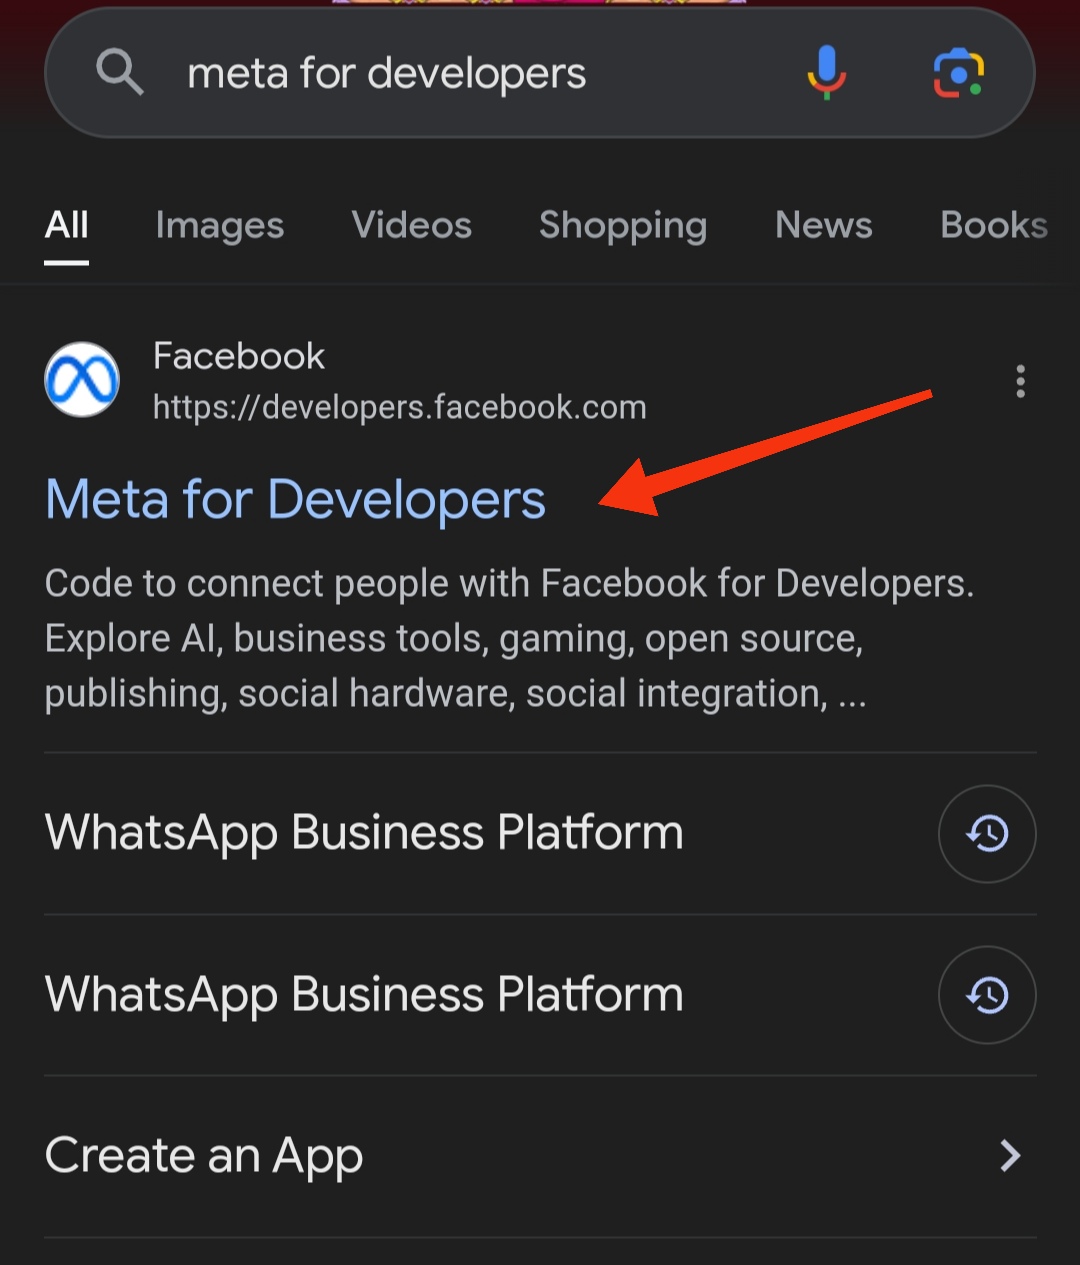 meta for developers
All Images Videos Shopping News Books
Facebook
https://developers.facebook.com
Meta for Developers
Code to connect people with Facebook for Developers.
Explore AI, business tools, gaming, open source,
publishing, social hardware, social integration, ...
WhatsApp Business Platform
WhatsApp Business Platform
Create an App